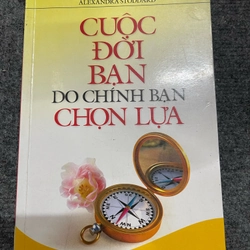 ALEXANDRA STODDARD
CUỘC
ĐỜI
BẠN
DO CHÍNH BẠN
CHỌN LỰA